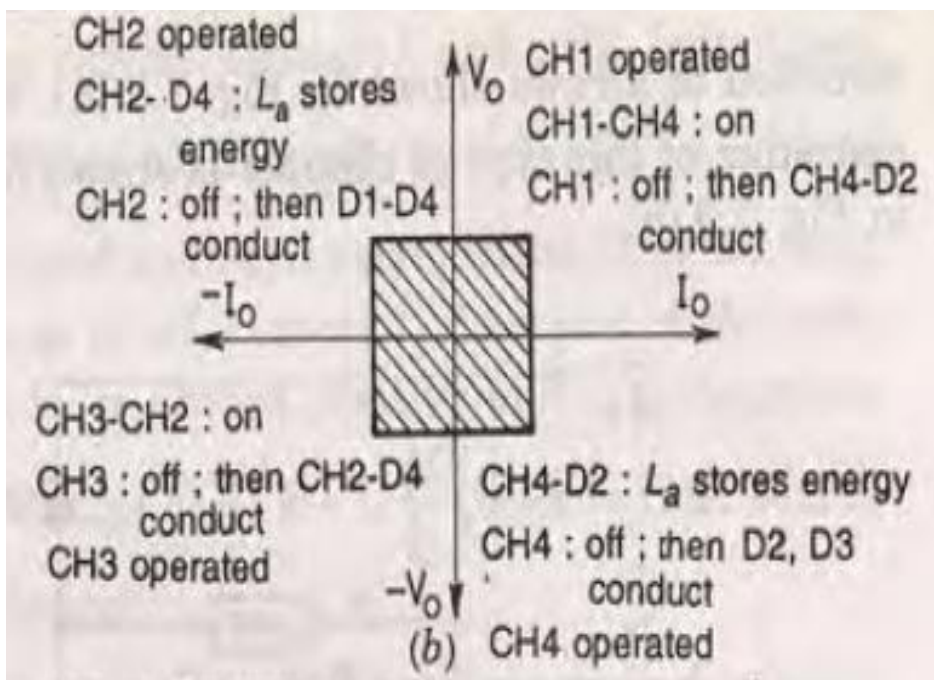 CH2 operated
CH2- D4 : La stores
energy
CH2 : off ; then D1-D4
conduct
Vo
CH1 operated
CH1-CH4 : on
CH1 : off ; then CH4-D2
conduct
-Io
Io
CH3-CH2 : on
CH3 : off ; then CH2-D4
conduct
CH3 operated
CH4-D2 : La stores energy
CH4 : off ; then D2, D3
conduct
CH4 operated
-Vo
(b)